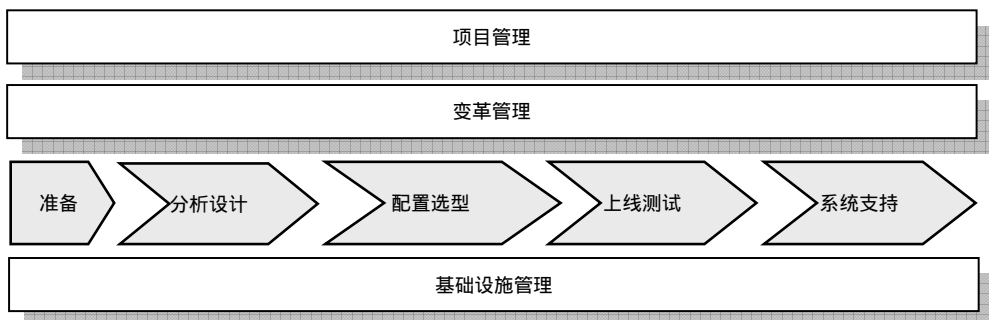 项目管理
变革管理
准备 分析设计 配置选型 上线测试 系统支持
基础设施管理